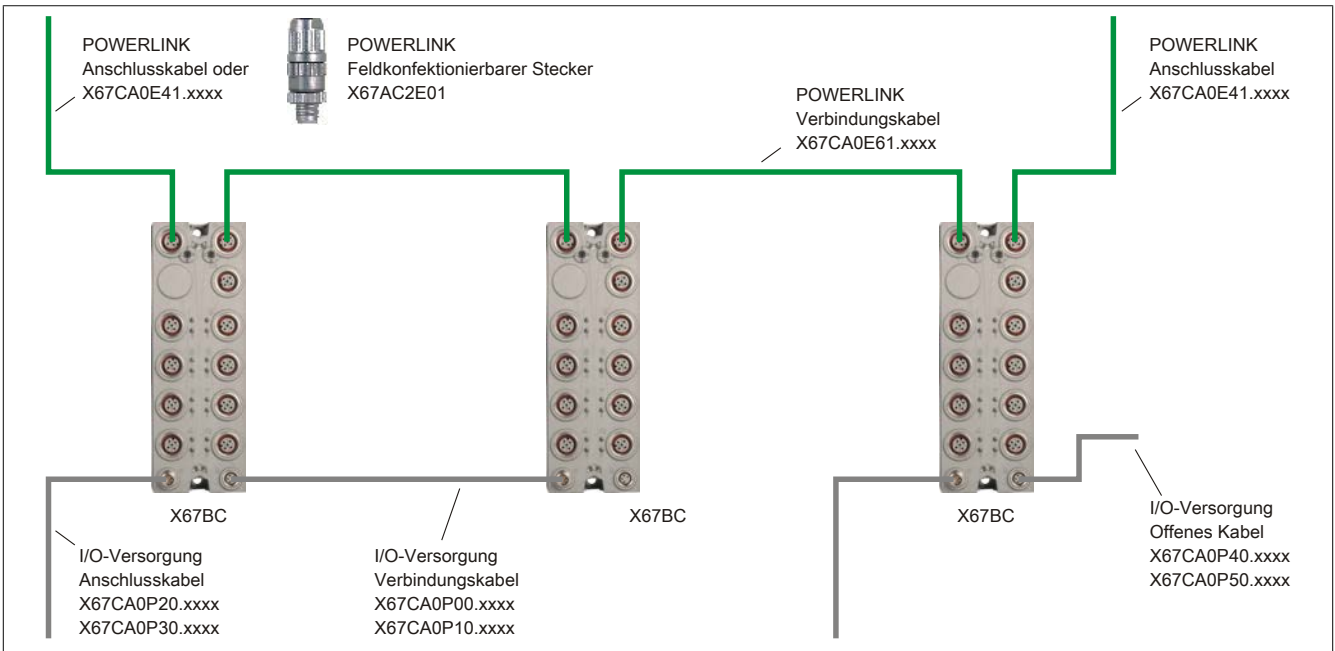 POWERLINK
Anschlusskabel oder
X67CA0E41.xxxx
POWERLINK
Feldkonfektionierbarer Stecker
X67AC2E01
POWERLINK
Verbindungskabel
X67CA0E61.xxxx
POWERLINK
Anschlusskabel
X67CA0E41.xxxx
X67BC
X67BC
X67BC
I/O-Versorgung
Anschlusskabel
X67CA0P20.xxxx
X67CA0P30.xxxx
I/O-Versorgung
Verbindungskabel
X67CA0P00.xxxx
X67CA0P10.xxxx
I/O-Versorgung
Offenes Kabel
X67CA0P40.xxxx
X67CA0P50.xxxx